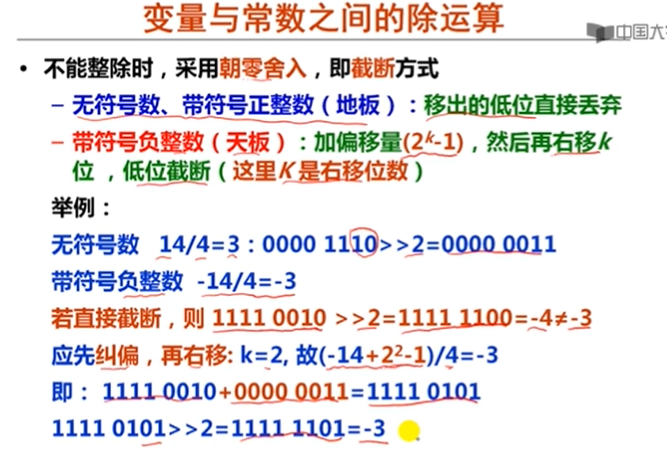 变量与常数之间的除运算
中国大
• 不能整除时，采用朝零舍入，即截断方式
– 无符号数、带符号正整数（地板）：移出的低位直接丢弃
– 带符号负整数（天板）：加偏移量(2ᵏ-1)，然后再右移k
位 ，低位截断（这里K 是右移位数）
举例：
无符号数 14/4=3：0000 1110>>2=0000 0011
带符号负整数 -14/4=-3
若直接截断，则 1111 0010 >>2=1111 1100=-4≠-3
应先纠偏，再右移: k=2, 故(-14+2²-1)/4=-3
即： 1111 0010+0000 0011=1111 0101
1111 0101>>2=1111 1101=-3